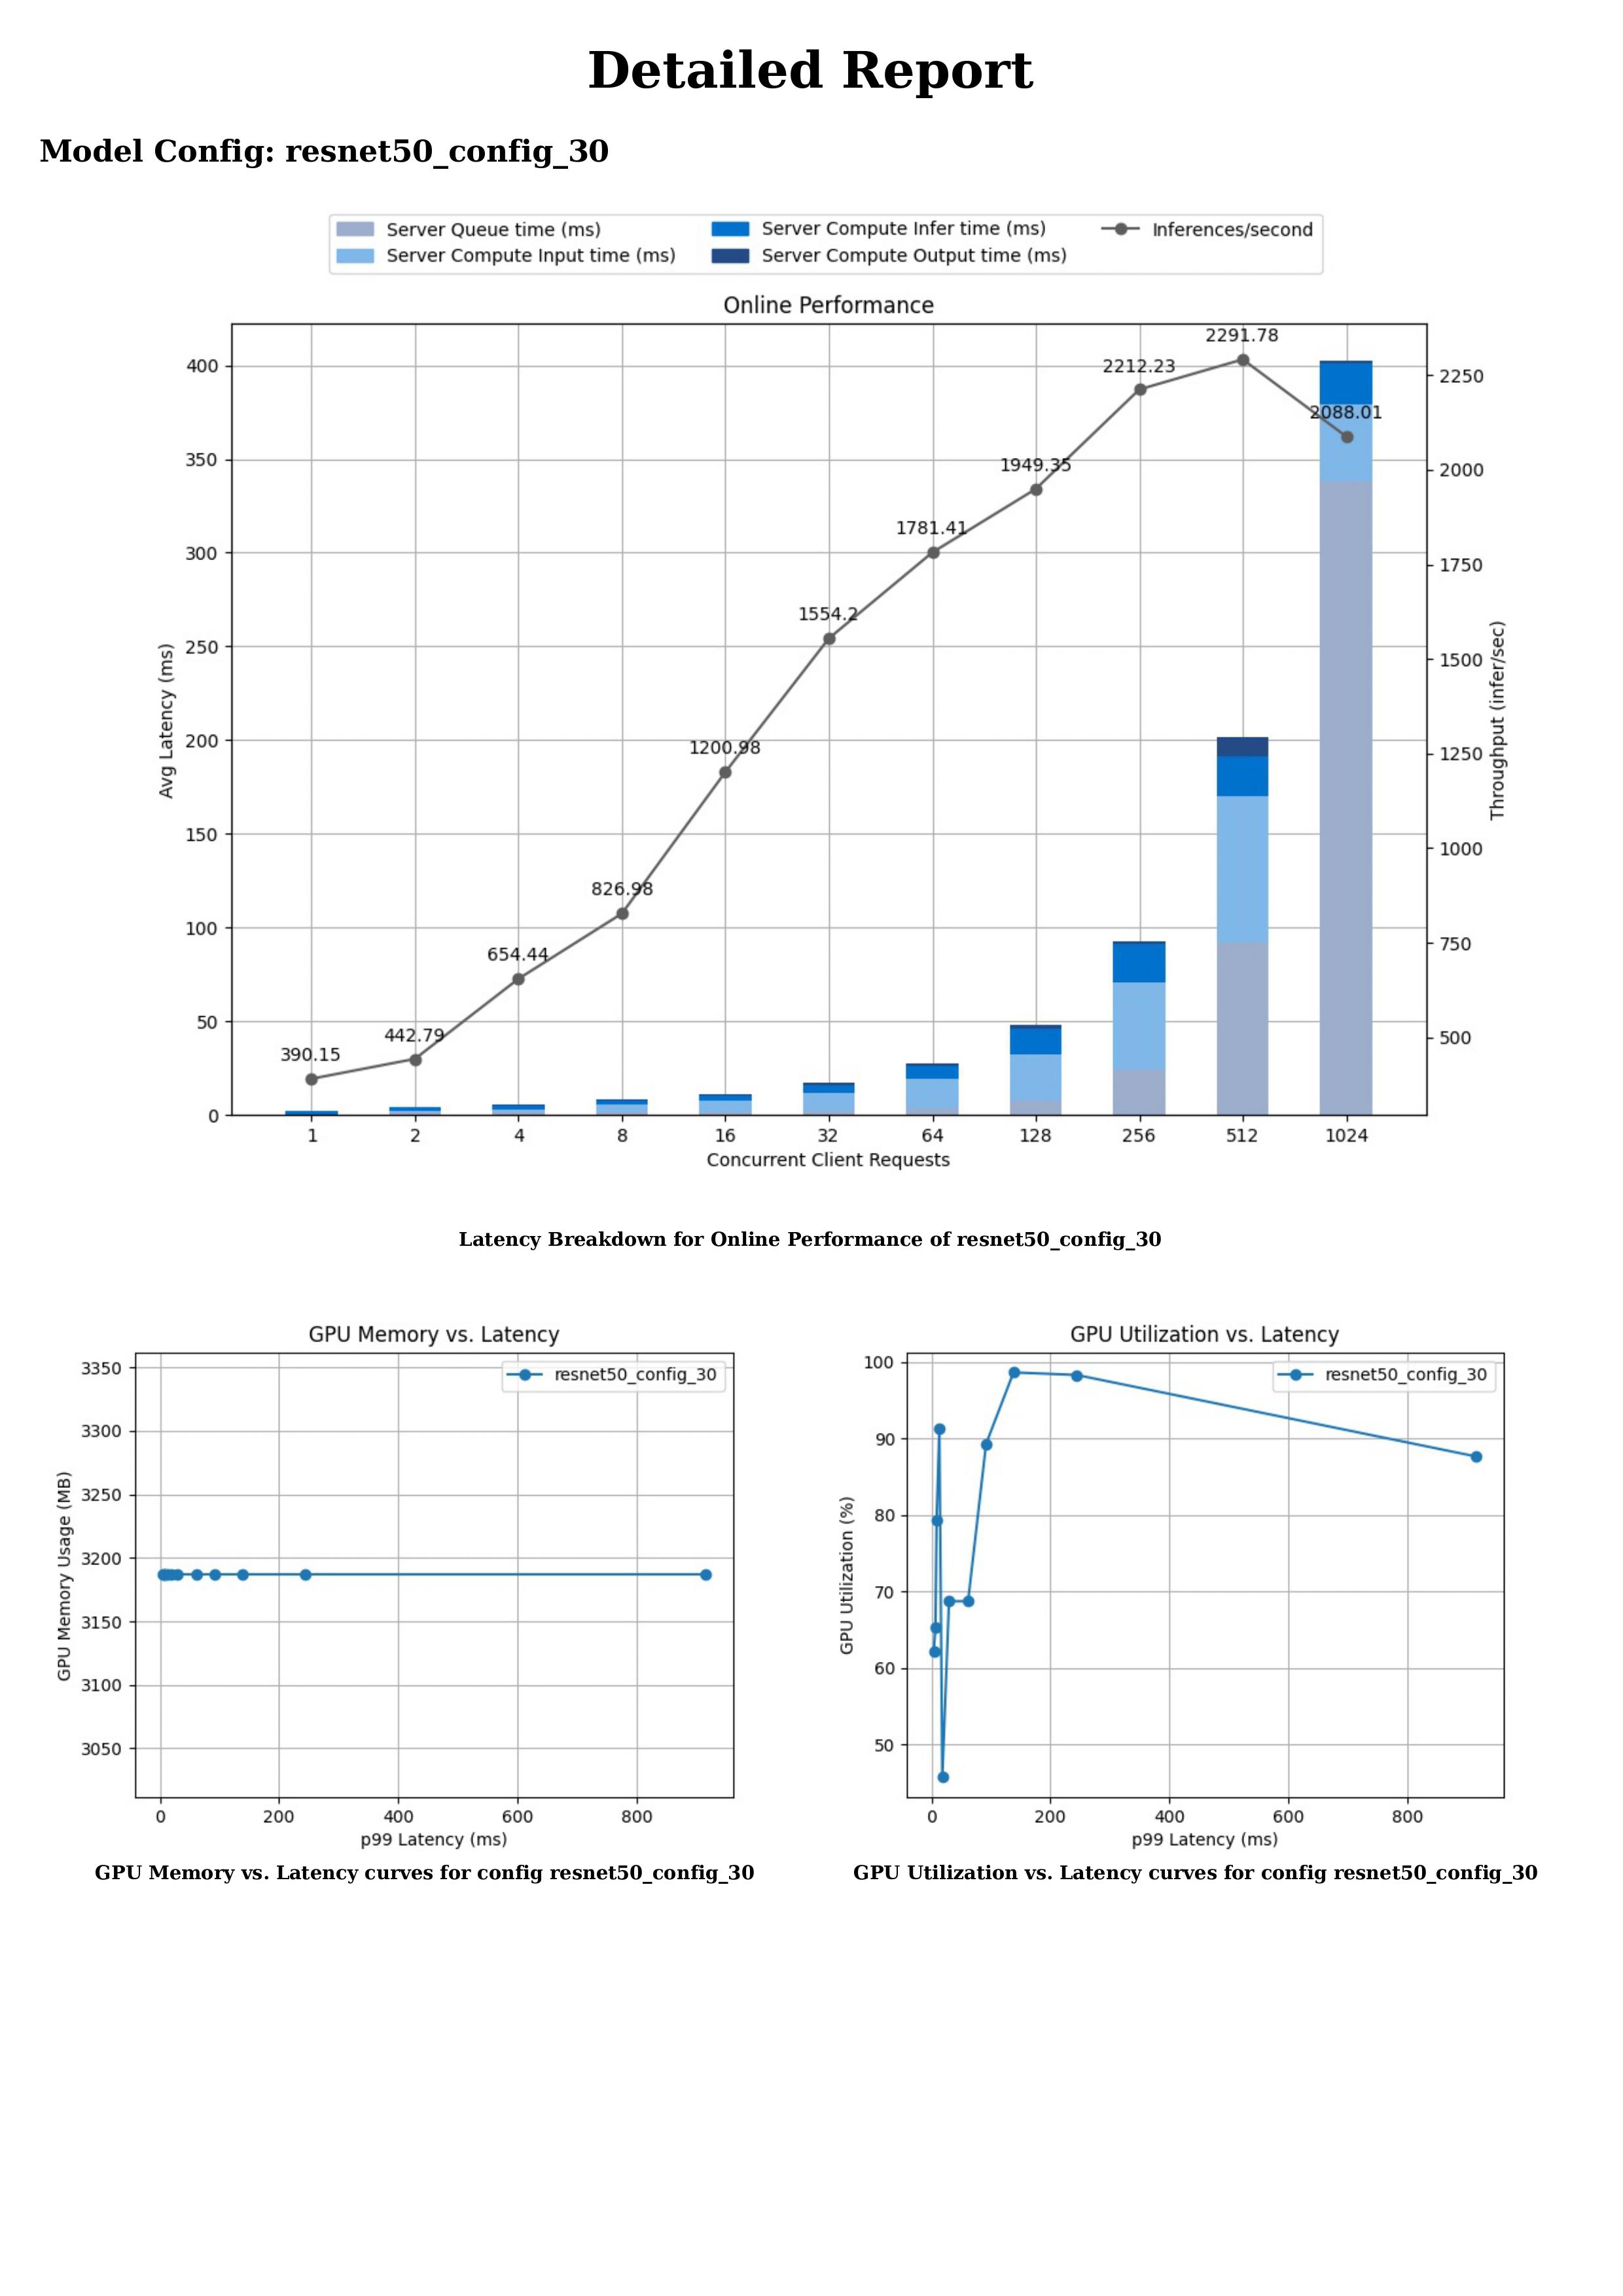 Detailed Report
Model Config: resnet50_config_30
Server Queue time (ms)
Server Compute Input time (ms)
Server Compute Infer time (ms)
Server Compute Output time (ms)
Inferences/second
Online Performance
Avg Latency (ms)
400
350
300
250
200
150
100
50
0
390.15
442.79
654.44
826.98
1200.98
1554.2
1781.41
1949.35
2212.23
2291.78
2088.01
2250
2000
1750
1500
1250
1000
750
500
Throughput (infer/sec)
1 2 4 8 16 32 64 128 256 512 1024
Concurrent Client Requests
Latency Breakdown for Online Performance of resnet50_config_30
GPU Memory vs. Latency
resnet50_config_30
GPU Memory Usage (MB)
3350
3300
3250
3200
3150
3100
3050
0 200 400 600 800
p99 Latency (ms)
GPU Memory vs. Latency curves for config resnet50_config_30
GPU Utilization vs. Latency
resnet50_config_30
GPU Utilization (%)
100
90
80
70
60
50
0 200 400 600 800
p99 Latency (ms)
GPU Utilization vs. Latency curves for config resnet50_config_30